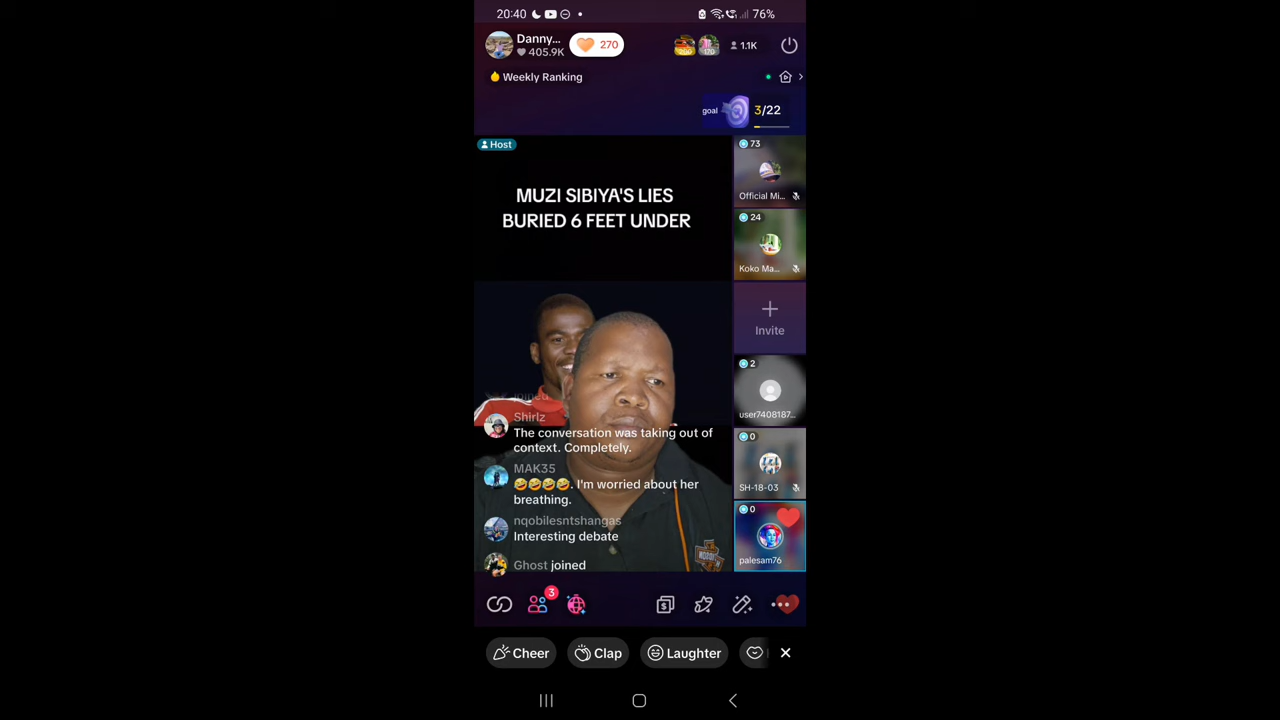 20:40
76%
Danny...
405.9K
270
200
170
1.1K
Weekly Ranking
goal
3/22
Host
MUZI SIBIYA'S LIES
BURIED 6 FEET UNDER
73
Official Mi...
24
Koko Ma...
Invite
2
user7408187...
0
SH-18-03
0
palesam76
joined
Shirlz
The conversation was taking out of
context. Completely.
MAK35
🤣🤣🤣🤣. I'm worried about her
breathing.
nqobilesntshangas
Interesting debate
Ghost joined
3
Cheer
Clap
Laughter